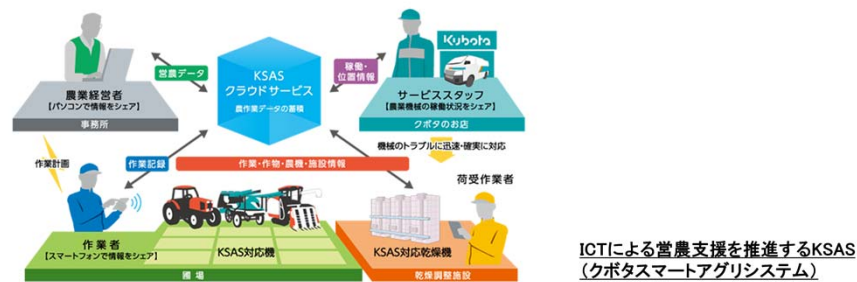 Kubota
KSAS
クラウドサービス
農作業データの蓄積
営農データ
稼働・
位置情報
農業経営者
【パソコンで情報をシェア】
事務所
サービススタッフ
【農業機械の稼働状況をシェア】
クボタのお店
作業計画
作業記録
作業・作物・農機・施設情報
機械のトラブルに迅速・確実に対応
荷受作業者
作業者
【スマートフォンで情報をシェア】
KSAS対応機
KSAS対応乾燥機
圃場
乾燥調整施設
ICTによる営農支援を推進するKSAS
（クボタスマートアグリシステム）